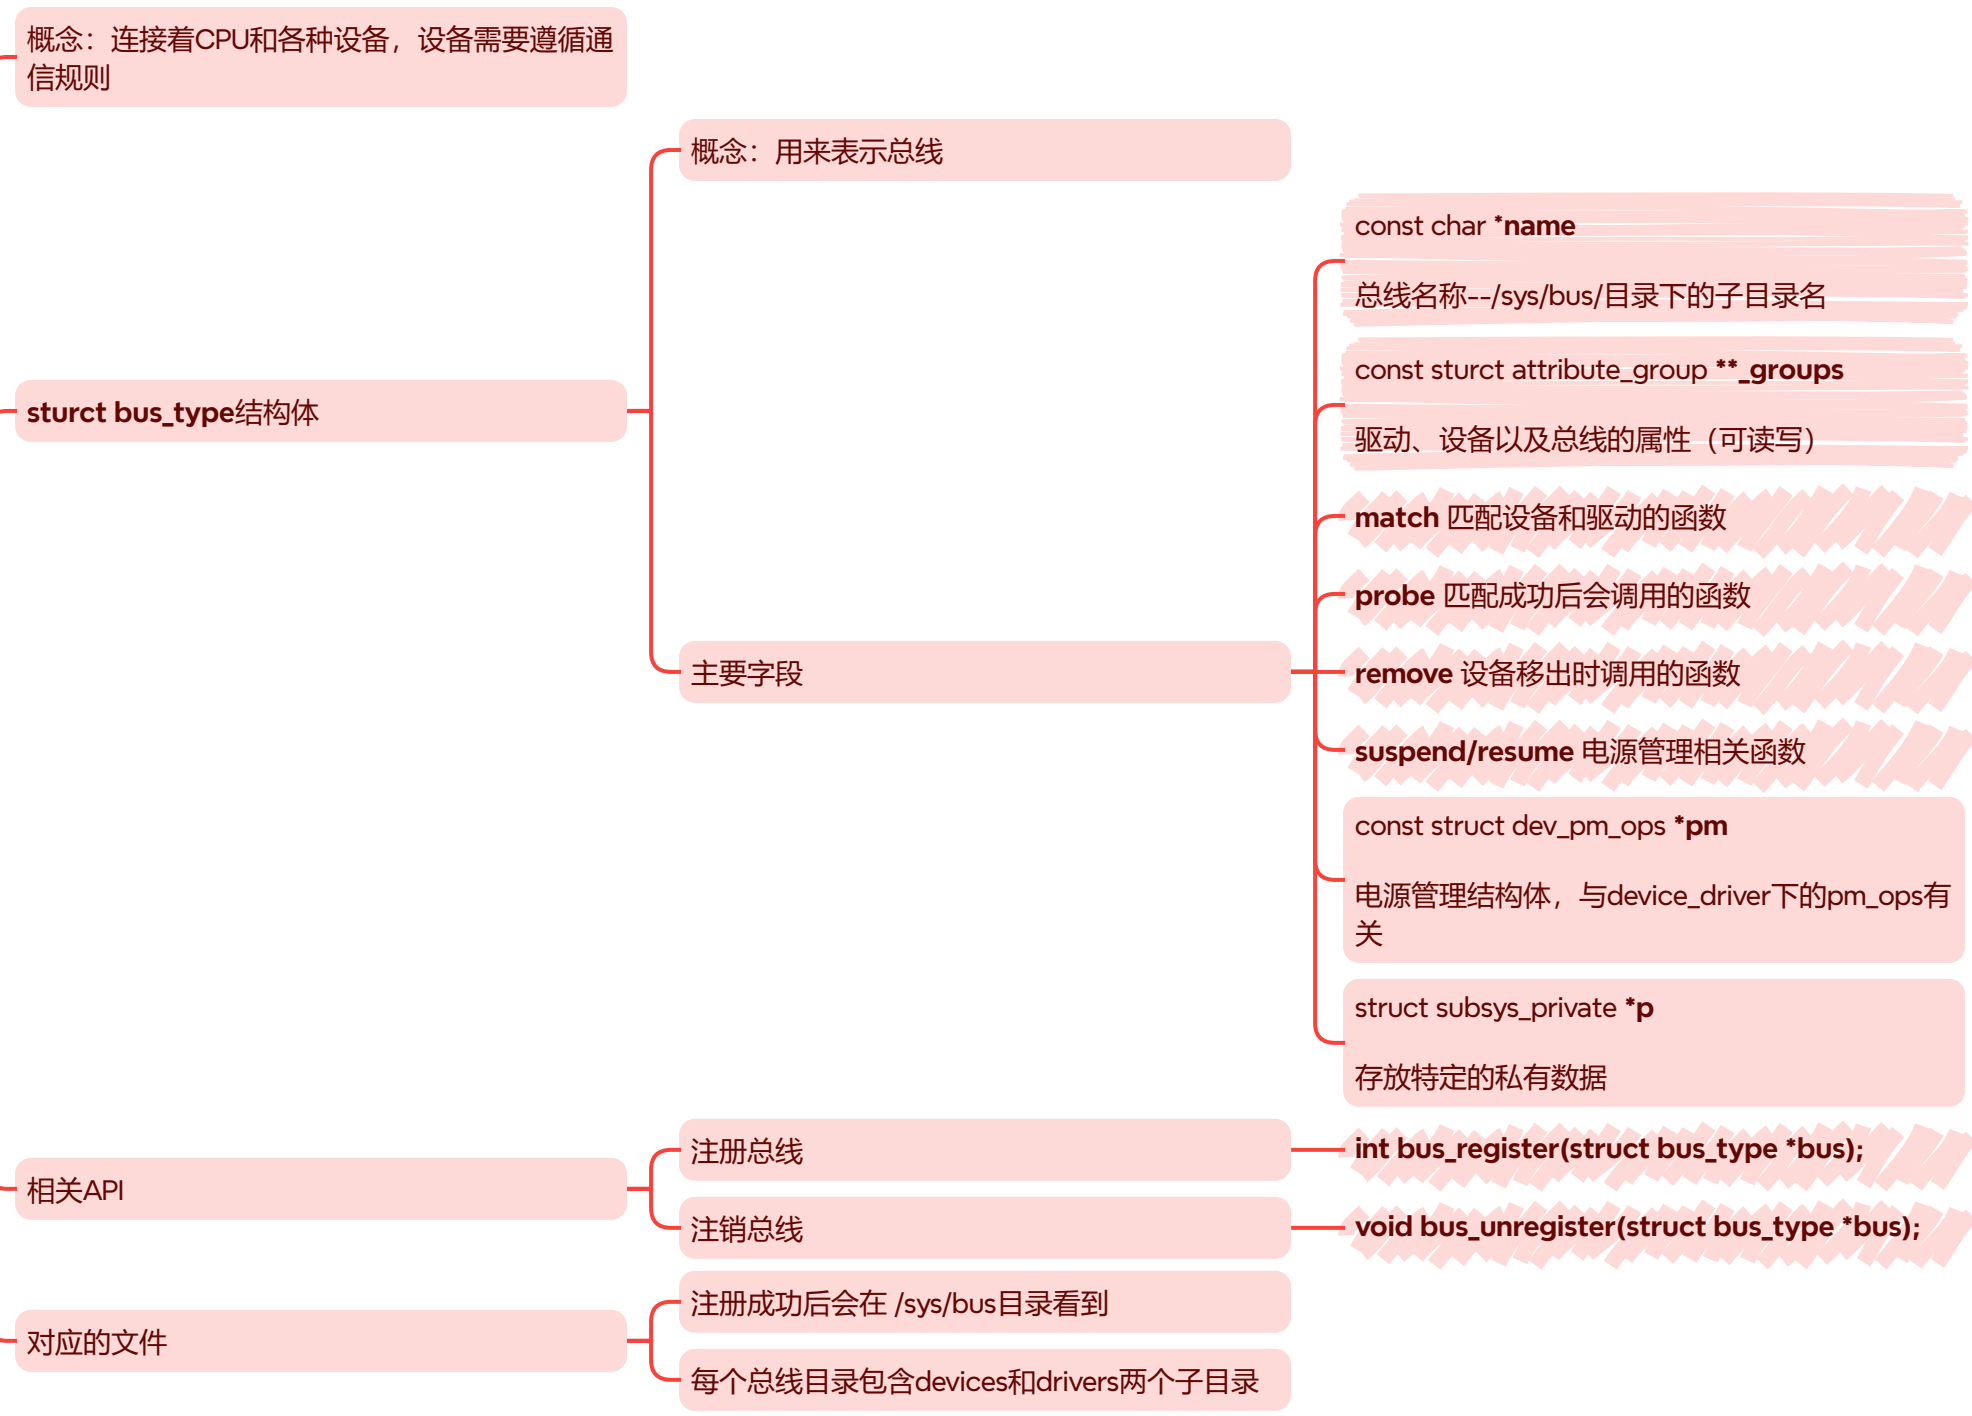 概念：连接着CPU和各种设备，设备需要遵循通
信规则
sturct bus_type结构体
概念：用来表示总线
主要字段
const char *name
总线名称--/sys/bus/目录下的子目录名
const sturct attribute_group **_groups
驱动、设备以及总线的属性（可读写）
match 匹配设备和驱动的函数
probe 匹配成功后会调用的函数
remove 设备移出时调用的函数
suspend/resume 电源管理相关函数
const struct dev_pm_ops *pm
电源管理结构体，与device_driver下的pm_ops有
关
struct subsys_private *p
存放特定的私有数据
相关API
注册总线
int bus_register(struct bus_type *bus);
注销总线
void bus_unregister(struct bus_type *bus);
对应的文件
注册成功后会在 /sys/bus目录看到
每个总线目录包含devices和drivers两个子目录